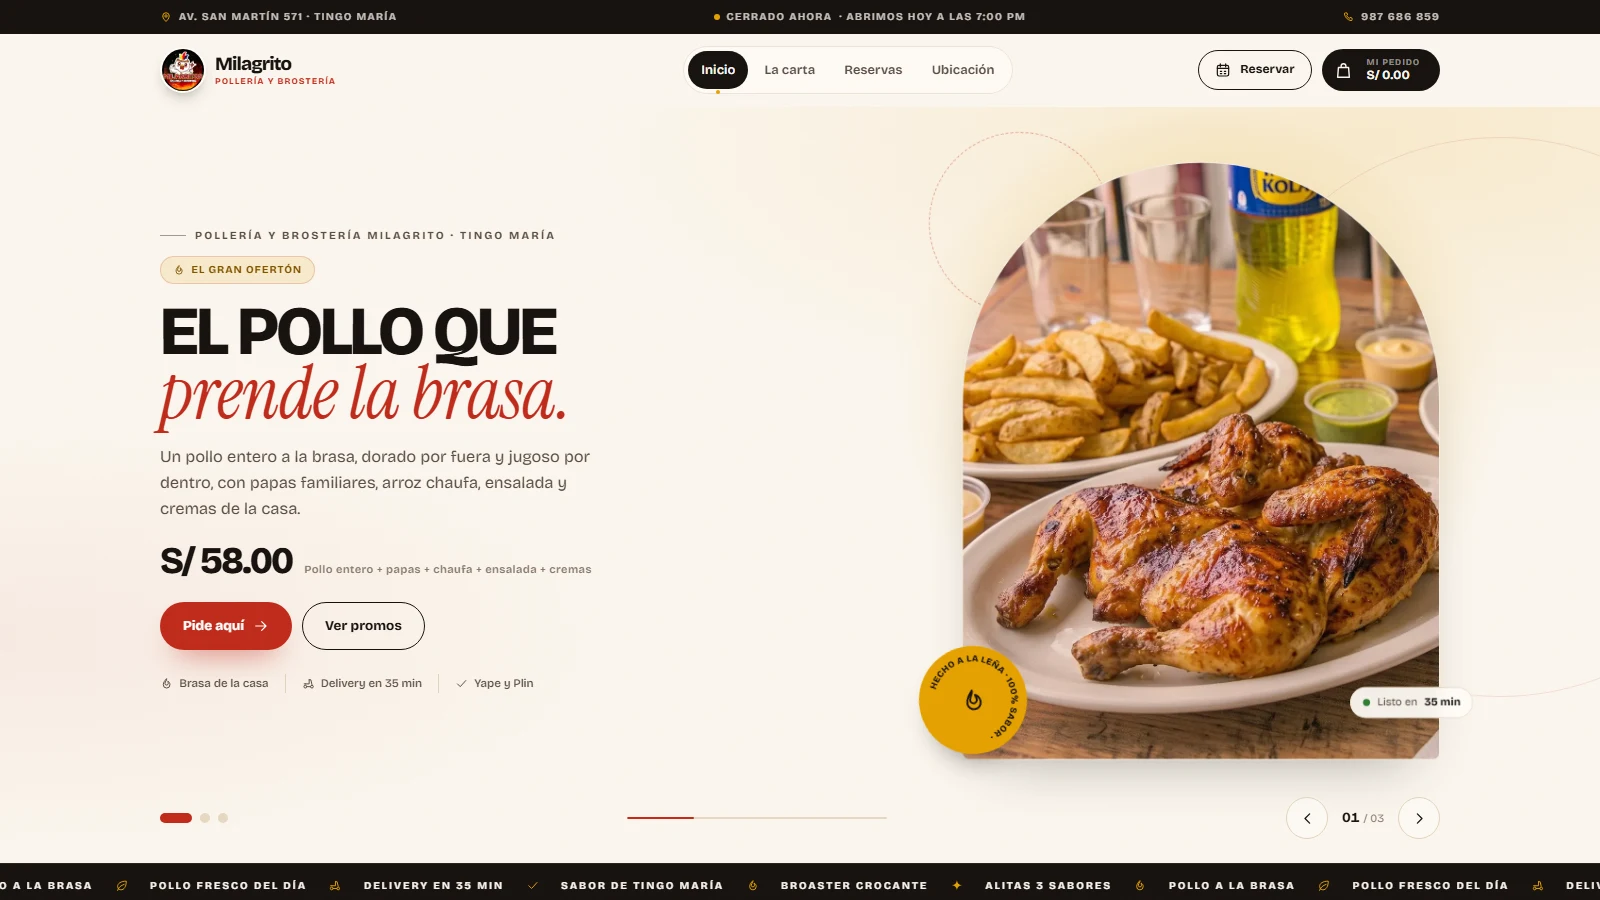 AV. SAN MARTÍN 571 · TINGO MARÍA
CERRADO AHORA · ABRIMOS HOY A LAS 7:00 PM
987 686 859
Milagrito
POLLERÍA Y BROSTERÍA
Inicio
La carta
Reservas
Ubicación
Reservar
MI PEDIDO
S/ 0.00
POLLERÍA Y BROSTERÍA MILAGRITO · TINGO MARÍA
EL GRAN OFERTÓN
EL POLLO QUE
prende la brasa.
Un pollo entero a la brasa, dorado por fuera y jugoso por
dentro, con papas familiares, arroz chaufa, ensalada y
cremas de la casa.
S/ 58.00 Pollo entero + papas + chaufa + ensalada + cremas
Pide aquí
Ver promos
Brasa de la casa
Delivery en 35 min
Yape y Plin
KOLA
HECHO A LA LEÑA · 100% SABOR ·
Listo en 35 min
01 / 03
O A LA BRASA POLLO FRESCO DEL DÍA DELIVERY EN 35 MIN SABOR DE TINGO MARÍA BROASTER CROCANTE ALITAS 3 SABORES POLLO A LA BRASA POLLO FRESCO DEL DÍA DELIV